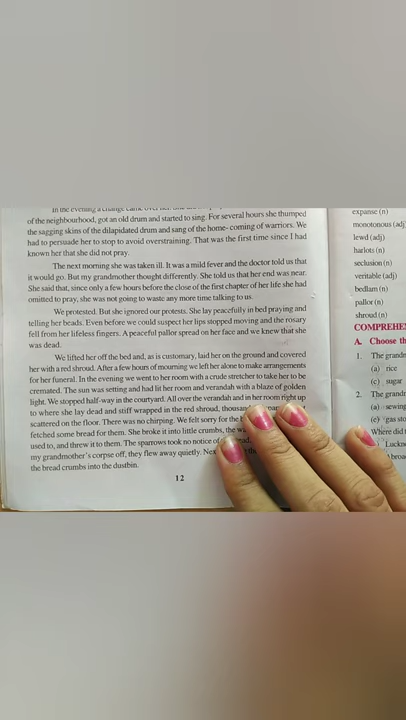 In the evening a change came over her.
of the neighbourhood, got an old drum and started to sing. For several hours she thumped
the sagging skins of the dilapidated drum and sang of the home- coming of warriors. We
had to persuade her to stop to avoid overstraining. That was the first time since I had
known her that she did not pray.
The next morning she was taken ill. It was a mild fever and the doctor told us that
it would go. But my grandmother thought differently. She told us that her end was near.
She said that, since only a few hours before the close of the first chapter of her life she had
omitted to pray, she was not going to waste any more time talking to us.
We protested. But she ignored our protests. She lay peacefully in bed praying and
telling her beads. Even before we could suspect her lips stopped moving and the rosary
fell from her lifeless fingers. A peaceful pallor spread on her face and we knew that she
was dead.
We lifted her off the bed and, as is customary, laid her on the ground and covered
her with a red shroud. After a few hours of mourning we left her alone to make arrangements
for her funeral. In the evening we went to her room with a crude stretcher to take her to be
cremated. The sun was setting and had lit her room and verandah with a blaze of golden
light. We stopped half-way in the courtyard. All over the verandah and in her room right up
to where she lay dead and stiff wrapped in the red shroud,
scattered on the floor. There was no chirping. We felt sorry for the
fetched some bread for them. She broke it into little crumbs, the
used to, and threw it to them. The sparrows took no notice of
my grandmother's corpse off, they flew away quietly.
the bread crumbs into the dustbin.
12
expanse (n)
monotonous (adj
lewd (adj)
harlots (n)
seclusion (n)
veritable (adj)
bedlam (n)
pallor (n)
shroud (n)
COMPREHE
A. Choose th
1. The grand
(a) rice
(c) sugar
2. The grand
(a) sewing
(c) gas sto
Where did
Luckn